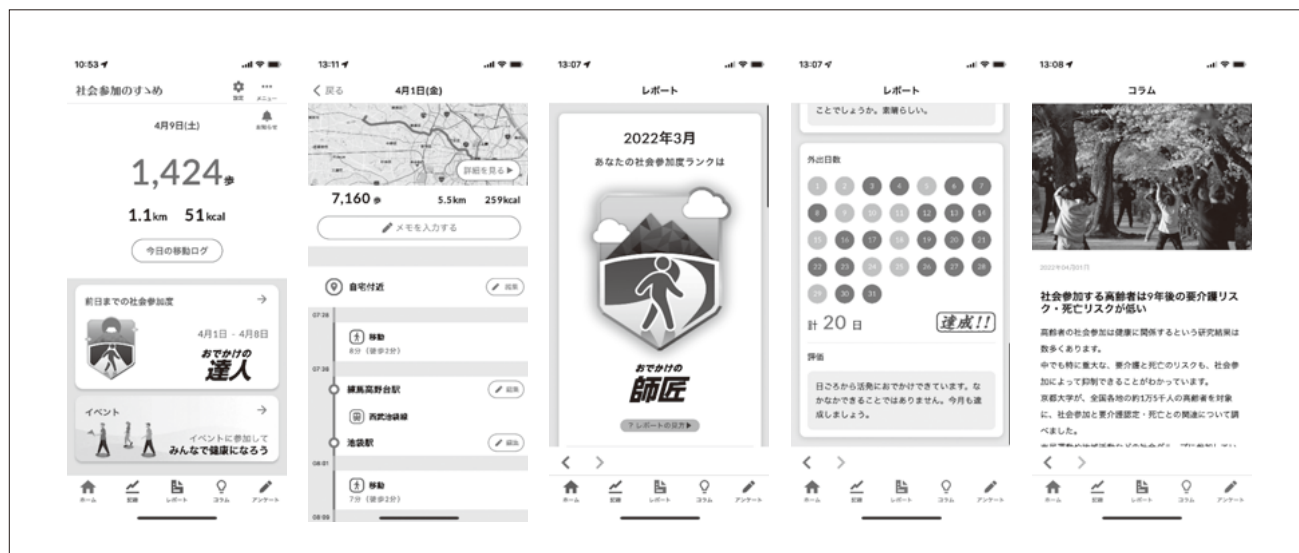 10:53
社会参加のすゝめ
設定
メニュー
4月9日(土)
お知らせ
1,424歩
1.1km 51kcal
今日の移動ログ
前日までの社会参加度
4月1日 - 4月8日
おでかけの
達人
イベント
イベントに参加して
みんなで健康になろう
ホーム 記録 レポート コラム アンケート
13:11
戻る 4月1日(金)
詳細を見る▶
7,160歩 5.5km 259kcal
メモを入力する
自宅付近 編集
07:28
移動
8分（徒歩2分）
07:36
練馬高野台駅 編集
西武池袋線
池袋駅 編集
08:01
移動
7分（徒歩2分）
13:07
レポート
2022年3月
あなたの社会参加度ランクは
おでかけの
師匠
? レポートの見方▶
ホーム 記録 レポート コラム アンケート
13:07
レポート
ことでしょうか。素晴らしい。
外出日数
1 2 3 4 5 6 7
8 9 10 11 12 13 14
15 16 17 18 19 20 21
22 23 24 25 26 27 28
29 30 31
計 20 日 達成!!
評価
日ごろから活発におでかけできています。な
かなかできることではありません。今月も達
成しましょう。
ホーム 記録 レポート コラム アンケート
13:08
コラム
2022年04月01日
社会参加する高齢者は9年後の要介護リス
ク・死亡リスクが低い
高齢者の社会参加は健康に関係するという研究結果は
数多くあります。
中でも特に重大な、要介護と死亡のリスクも、社会参
加によって抑制できることがわかっています。
京都大学が、全国各地の約1万5千人の高齢者を対象
に、社会参加と要介護認定・死亡との関連について調
べました。
ホーム 記録 レポート コラム アンケート